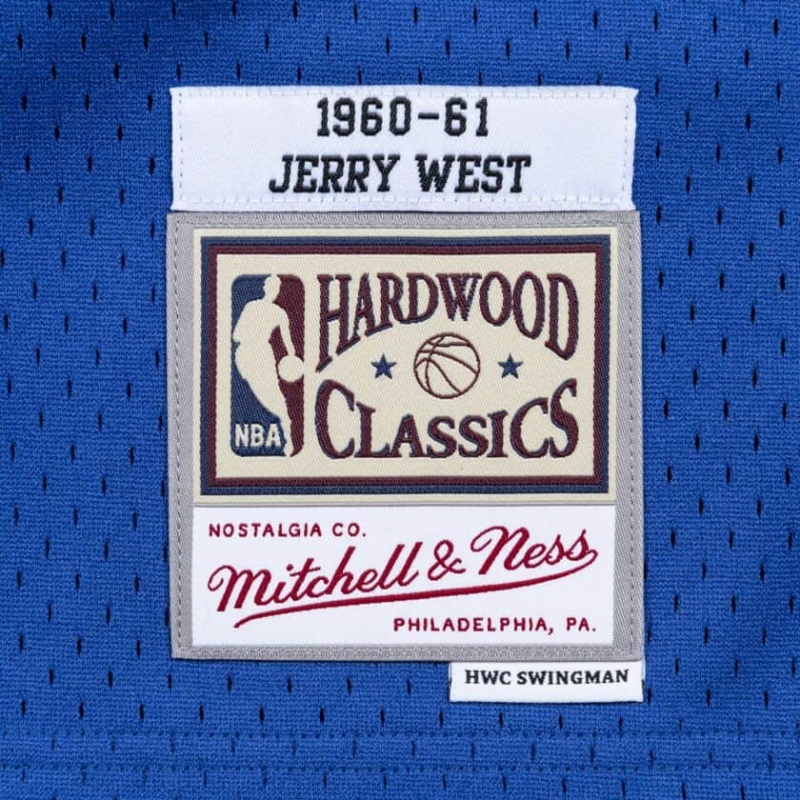 1960-61
JERRY WEST
HARDWOOD
CLASSICS
NBA
NOSTALGIA CO.
Mitchell & Ness
PHILADELPHIA, PA.
HWC SWINGMAN